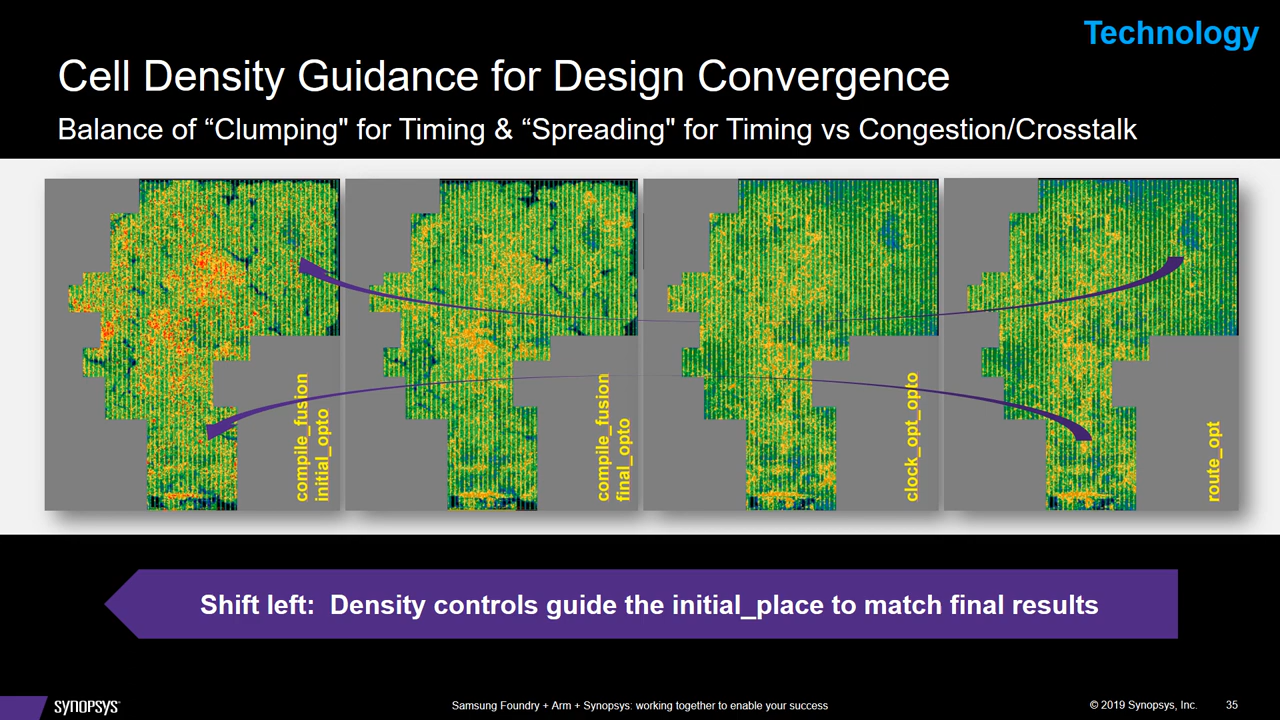 Technology
Cell Density Guidance for Design Convergence
Balance of “Clumping" for Timing & “Spreading" for Timing vs Congestion/Crosstalk
compile_fusion
initial_opto
compile_fusion
final_opto
clock_opt_opto
route_opt
Shift left: Density controls guide the initial_place to match final results
SYNOPSYS
Samsung Foundry + Arm + Synopsys: working together to enable your success
© 2019 Synopsys, Inc.
35